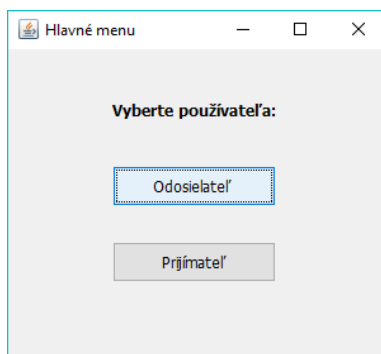 Hlavné menu
Vyberte používateľa:
Odosielateľ
Prijímateľ